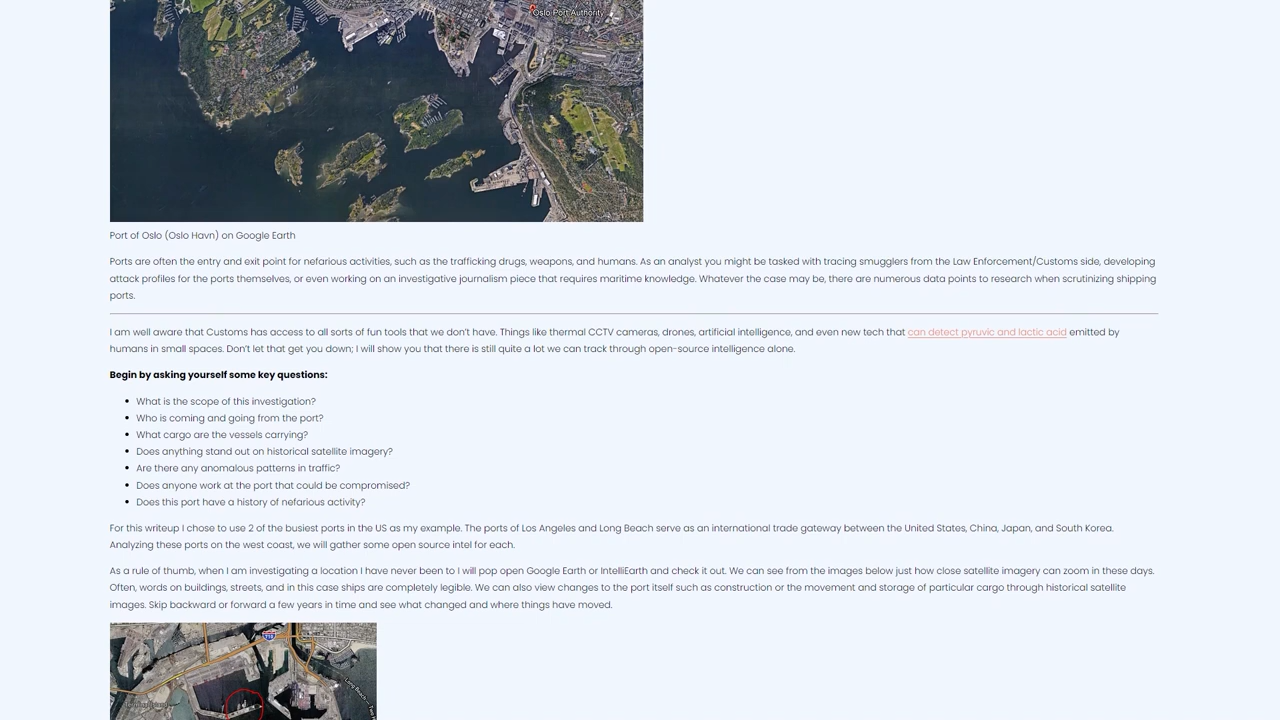 Oslo Port Authority
Port of Oslo (Oslo Havn) on Google Earth
Ports are often the entry and exit point for nefarious activities, such as the trafficking drugs, weapons, and humans. As an analyst you might be tasked with tracing smugglers from the Law Enforcement/Customs side, developing
attack profiles for the ports themselves, or even working on an investigative journalism piece that requires maritime knowledge. Whatever the case may be, there are numerous data points to research when scrutinizing shipping
ports.
I am well aware that Customs has access to all sorts of fun tools that we don't have. Things like thermal CCTV cameras, drones, artificial intelligence, and even new tech that can detect pyruvic and lactic acid emitted by
humans in small spaces. Don't let that get you down; I will show you that there is still quite a lot we can track through open-source intelligence alone.
Begin by asking yourself some key questions:
What is the scope of this investigation?
Who is coming and going from the port?
What cargo are the vessels carrying?
Does anything stand out on historical satellite imagery?
Are there any anomalous patterns in traffic?
Does anyone work at the port that could be compromised?
Does this port have a history of nefarious activity?
For this writeup I chose to use 2 of the busiest ports in the US as my example. The ports of Los Angeles and Long Beach serve as an international trade gateway between the United States, China, Japan, and South Korea.
Analyzing these ports on the west coast, we will gather some open source intel for each.
As a rule of thumb, when I am investigating a location I have never been to I will pop open Google Earth or IntelliEarth and check it out. We can see from the images below just how close satellite imagery can zoom in these days.
Often, words on buildings, streets, and in this case ships are completely legible. We can also view changes to the port itself such as construction or the movement and storage of particular cargo through historical satellite
images. Skip backward or forward a few years in time and see what changed and where things have moved.
Long Beach